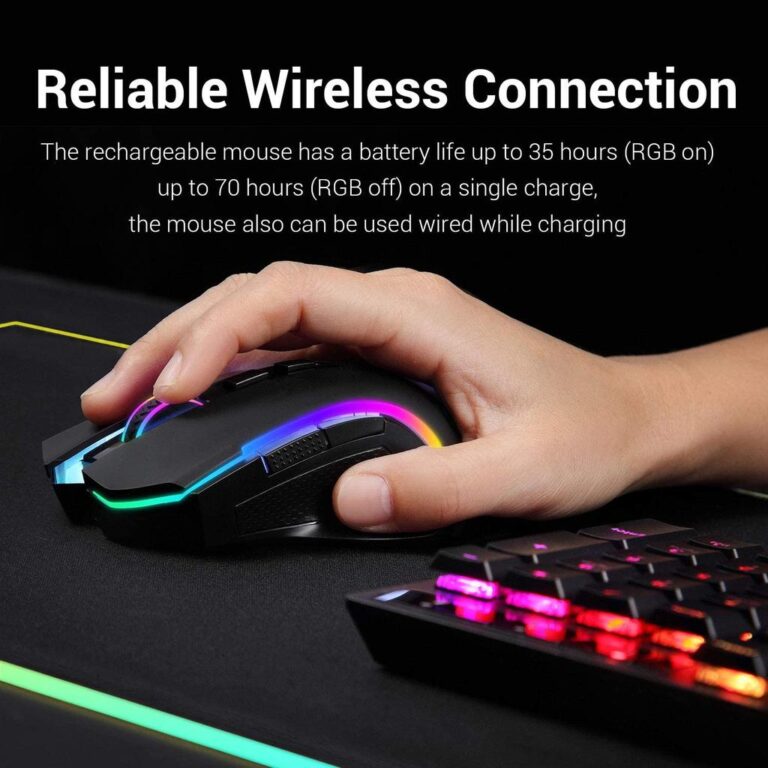 Reliable Wireless Connection
The rechargeable mouse has a battery life up to 35 hours (RGB on)
up to 70 hours (RGB off) on a single charge,
the mouse also can be used wired while charging